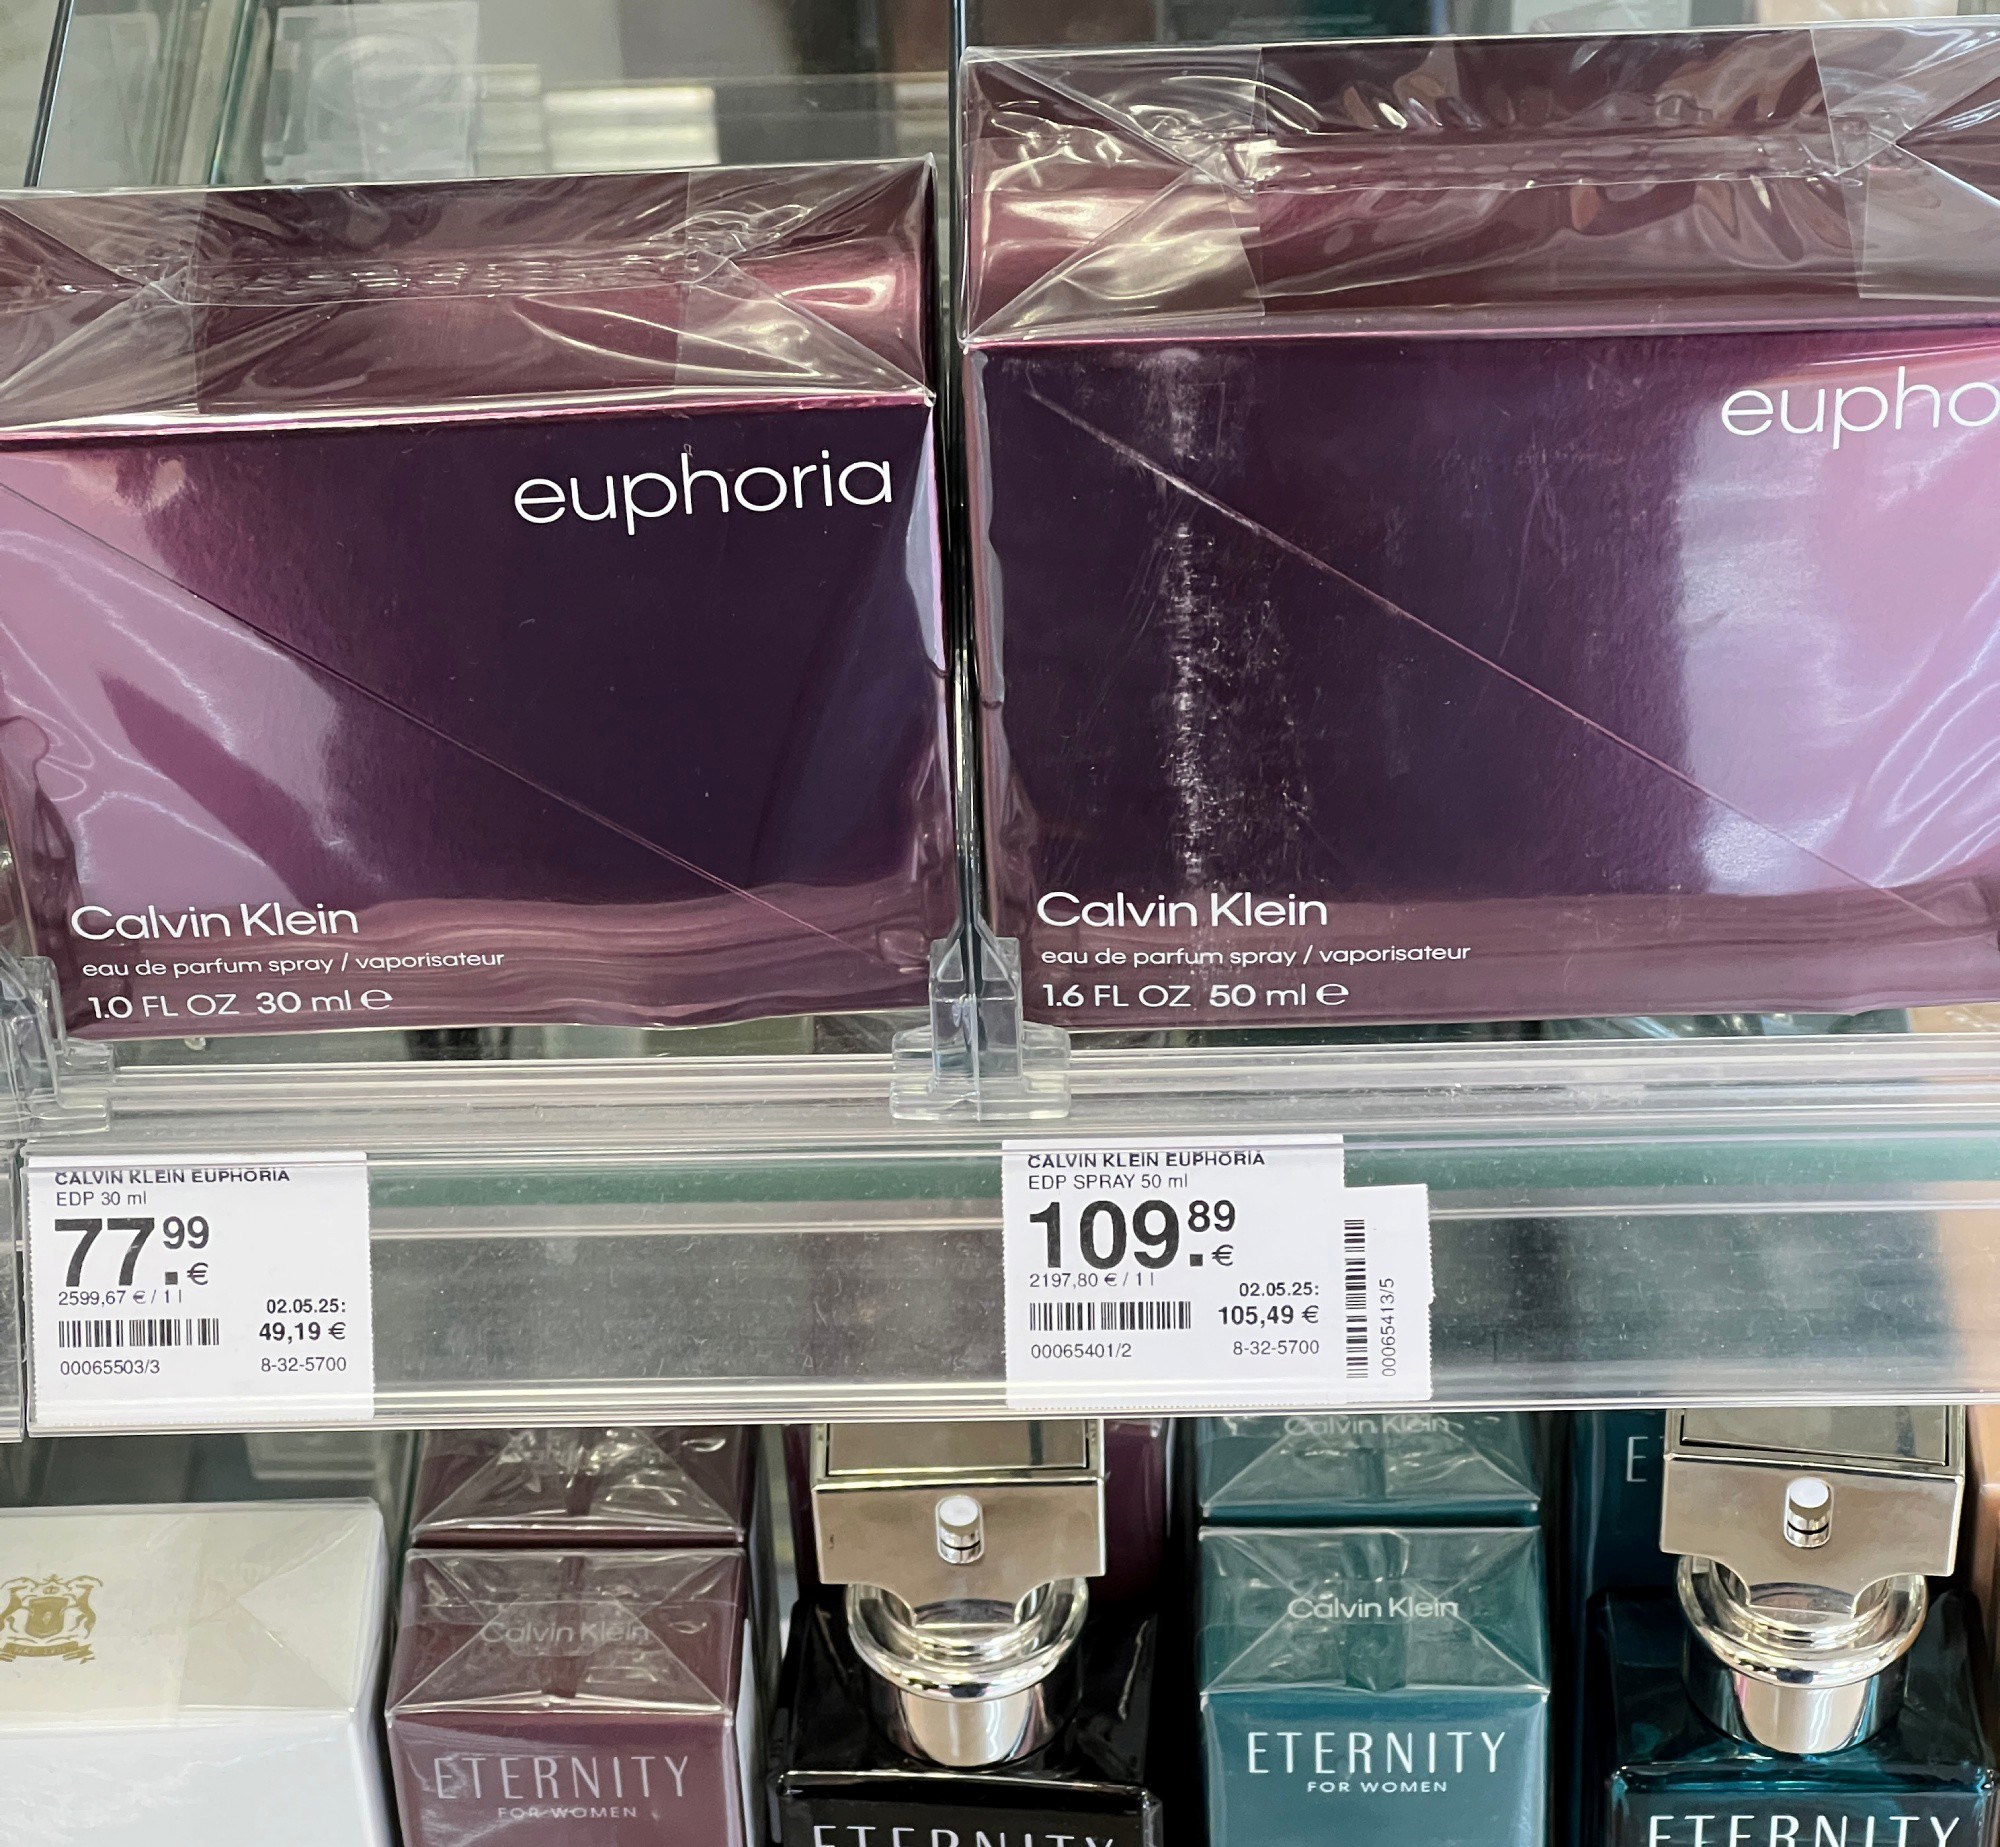 euphoria
Calvin Klein
eau de parfum spray / vaporisateur
1.0 FL OZ 30 ml ℮
eupho
Calvin Klein
eau de parfum spray / vaporisateur
1.6 FL OZ 50 ml ℮
CALVIN KLEIN EUPHORIA
EDP 30 ml
77.99 €
2599,67 € / 1 l
02.05.25:
49,19 €
00065503/3 8-32-5700
CALVIN KLEIN EUPHORIA
EDP SPRAY 50 ml
109.89 €
2197,80 € / 1 l
02.05.25:
105,49 €
00065401/2 8-32-5700
00065413/5
Calvin Klein
Calvin Klein
ETERNITY
FOR WOMEN
ETERNITY
Calvin Klein
ETERNITY
FOR WOMEN
ETERNITY